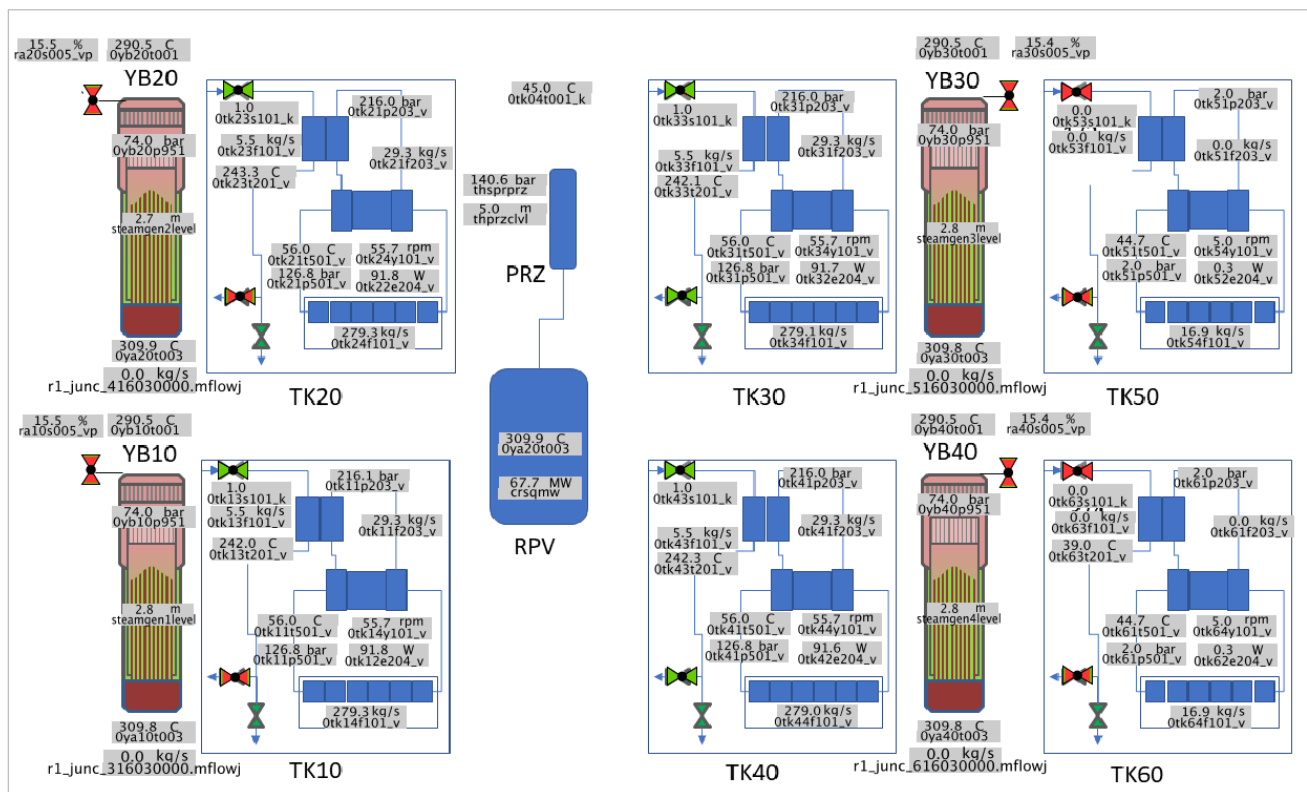 15.5 %
ra20s005_vp
290.5 C
0yb20t001
YB20
74.0 bar
0yb20p951
2.7 m
steamgen2level
309.9 C
0ya20t003
0.0 kg/s
r1_junc_416030000.mflowj
1.0
0tk23s101_k
5.5 kg/s
0tk23f101_v
243.3 C
0tk23t201_v
216.0 bar
0tk21p203_v
29.3 kg/s
0tk21f203_v
56.0 C
0tk21t501_v
55.7 rpm
0tk24y101_v
126.8 bar
0tk21p501_v
91.8 W
0tk22e204_v
279.3 kg/s
0tk24f101_v
TK20
45.0 C
0tk04t001_k
140.6 bar
thsprprz
5.0 m
thprzclvl
PRZ
309.9 C
0ya20t003
67.7 MW
crsqmw
RPV
1.0
0tk33s101_k
5.5 kg/s
0tk33f101_v
242.1 C
0tk33t201_v
216.0 bar
0tk31p203_v
29.3 kg/s
0tk31f203_v
56.0 C
0tk31t501_v
55.7 rpm
0tk34y101_v
126.8 bar
0tk31p501_v
91.7 W
0tk32e204_v
279.1 kg/s
0tk34f101_v
TK30
290.5 C
0yb30t001
15.4 %
ra30s005_vp
YB30
74.0 bar
0yb30p951
2.8 m
steamgen3level
309.8 C
0ya30t003
0.0 kg/s
r1_junc_516030000.mflowj
0.0
0tk53s101_k
0.0 kg/s
0tk53f101_v
2.0 bar
0tk51p203_v
0.0 kg/s
0tk51f203_v
44.7 C
0tk51t501_v
5.0 rpm
0tk54y101_v
2.0 bar
0tk51p501_v
0.3 W
0tk52e204_v
16.9 kg/s
0tk54f101_v
TK50
15.5 %
ra10s005_vp
290.5 C
0yb10t001
YB10
74.0 bar
0yb10p951
2.8 m
steamgen1level
309.8 C
0ya10t003
0.0 kg/s
r1_junc_316030000.mflowj
1.0
0tk13s101_k
5.5 kg/s
0tk13f101_v
242.0 C
0tk13t201_v
216.1 bar
0tk11p203_v
29.3 kg/s
0tk11f203_v
56.0 C
0tk11t501_v
55.7 rpm
0tk14y101_v
126.8 bar
0tk11p501_v
91.8 W
0tk12e204_v
279.3 kg/s
0tk14f101_v
TK10
1.0
0tk43s101_k
5.5 kg/s
0tk43f101_v
242.3 C
0tk43t201_v
216.0 bar
0tk41p203_v
29.3 kg/s
0tk41f203_v
56.0 C
0tk41t501_v
55.7 rpm
0tk44y101_v
126.8 bar
0tk41p501_v
91.6 W
0tk42e204_v
279.0 kg/s
0tk44f101_v
TK40
290.5 C
0yb40t001
15.4 %
ra40s005_vp
YB40
74.0 bar
0yb40p951
2.8 m
steamgen4level
309.8 C
0ya40t003
0.0 kg/s
r1_junc_616030000.mflowj
0.0
0tk63s101_k
0.0 kg/s
0tk63f101_v
39.0 C
0tk63t201_v
2.0 bar
0tk61p203_v
0.0 kg/s
0tk61f203_v
44.7 C
0tk61t501_v
5.0 rpm
0tk64y101_v
2.0 bar
0tk61p501_v
0.3 W
0tk62e204_v
16.9 kg/s
0tk64f101_v
TK60